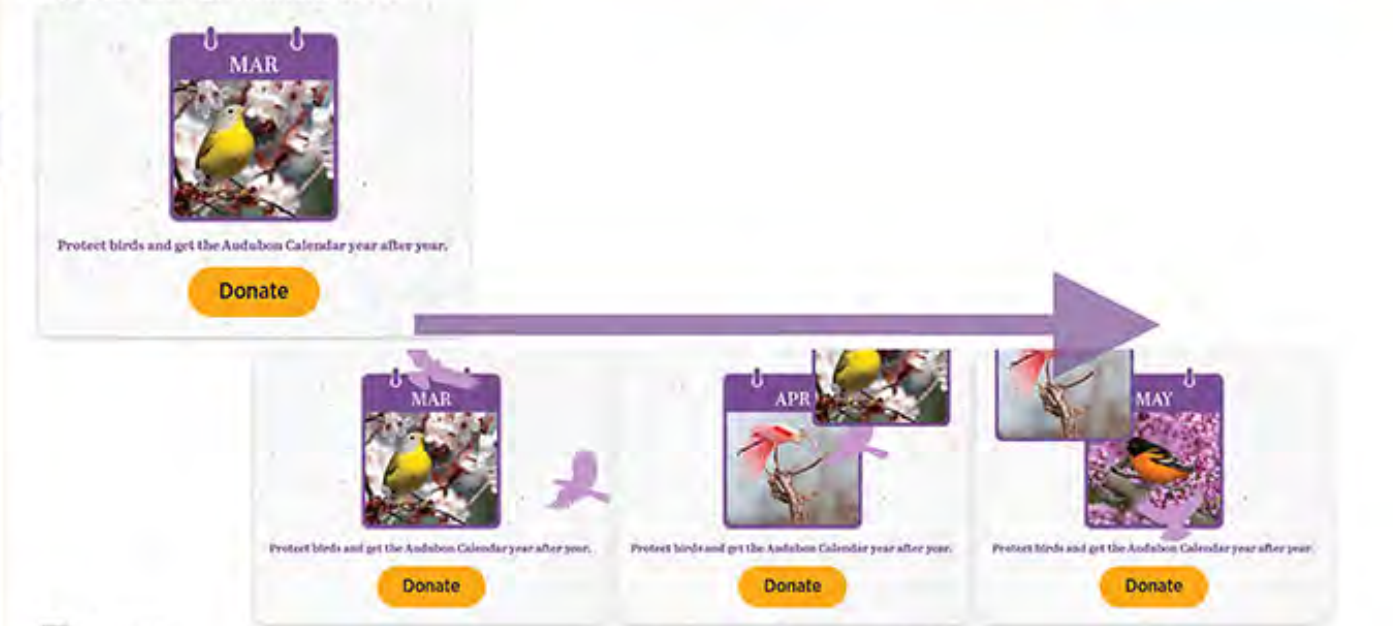 MAR
Protect birds and get the Audubon Calendar year after year.
Donate
MAR
APR
MAY
Protect birds and get the Audubon Calendar year after year.
Protect birds and get the Audubon Calendar year after year.
Protect birds and get the Audubon Calendar year after year.
Donate
Donate
Donate